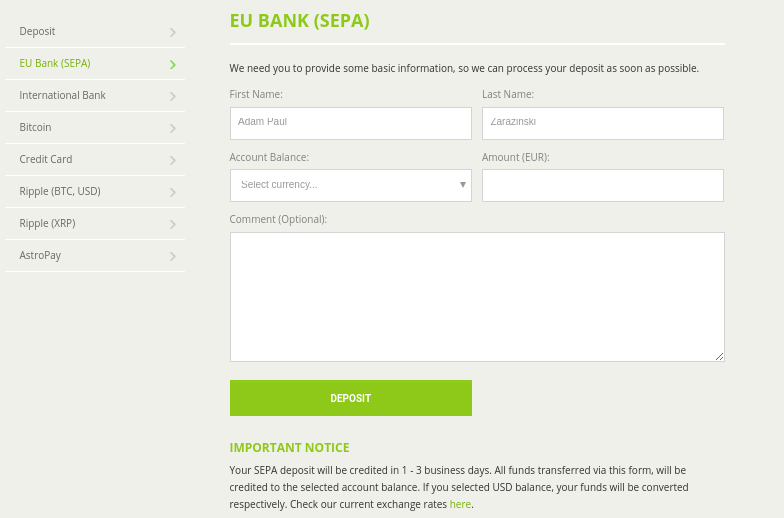 Deposit
EU Bank (SEPA)
International Bank
Bitcoin
Credit Card
Ripple (BTC, USD)
Ripple (XRP)
AstroPay
EU BANK (SEPA)
We need you to provide some basic information, so we can process your deposit as soon as possible.
First Name: Last Name:
Adam Paul Zarazinski
Account Balance: Amount (EUR):
Select currency...
Comment (Optional):
DEPOSIT
IMPORTANT NOTICE
Your SEPA deposit will be credited in 1 - 3 business days. All funds transferred via this form, will be
credited to the selected account balance. If you selected USD balance, your funds will be converted
respectively. Check our current exchange rates here.